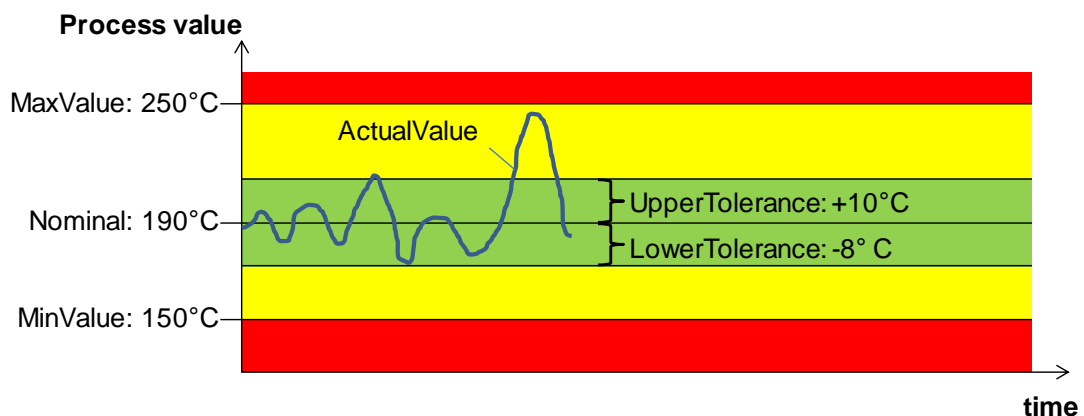 Process value
MaxValue: 250°C
ActualValue
UpperTolerance: +10°C
Nominal: 190°C
LowerTolerance: -8° C
MinValue: 150°C
time